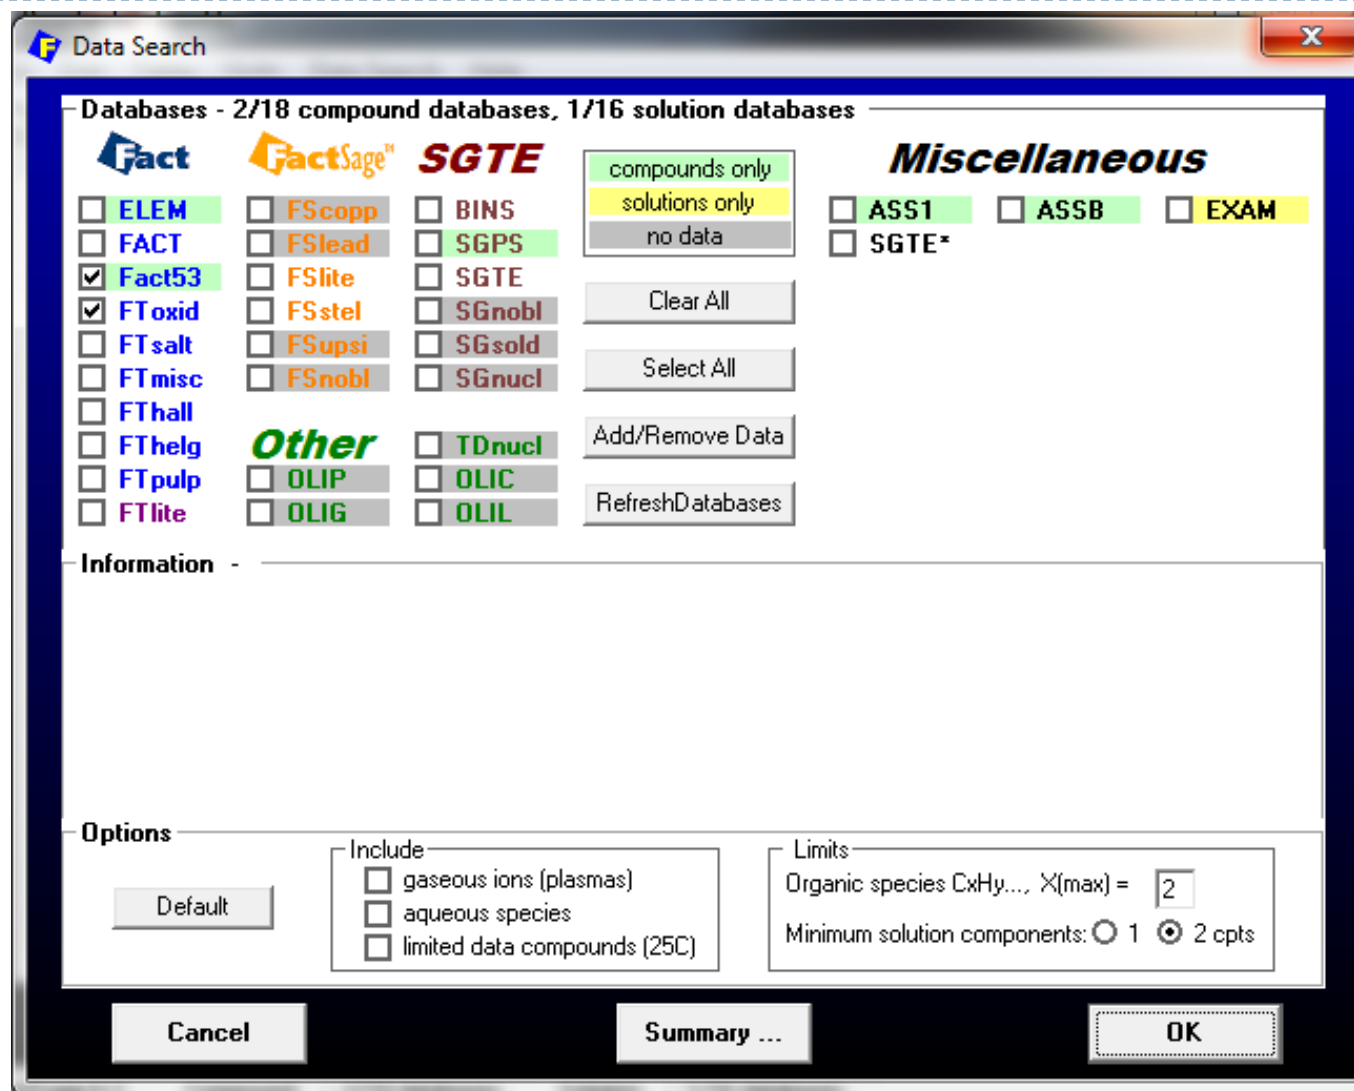 Data Search
Databases - 2/18 compound databases, 1/16 solution databases
Fact FactSage™ SGTE Miscellaneous
compounds only
solutions only
no data
ELEM FScopp BINS ASS1 ASSB EXAM
FACT FSlead SGPS SGTE*
Fact53 FSlite SGTE
FToxid FSstel SGnobl
FTsalt FSupsi SGsold
FTmisc FSnobl SGnucl
FThall
FThelg Other TDnucl
FTpulp OLIP OLIC
FTlite OLIG OLIL
Clear All
Select All
Add/Remove Data
RefreshDatabases
Information -
Options
Default
Include
gaseous ions (plasmas)
aqueous species
limited data compounds (25C)
Limits
Organic species CxHy..., X(max) = 2
Minimum solution components: 1 2 cpts
Cancel Summary ... OK